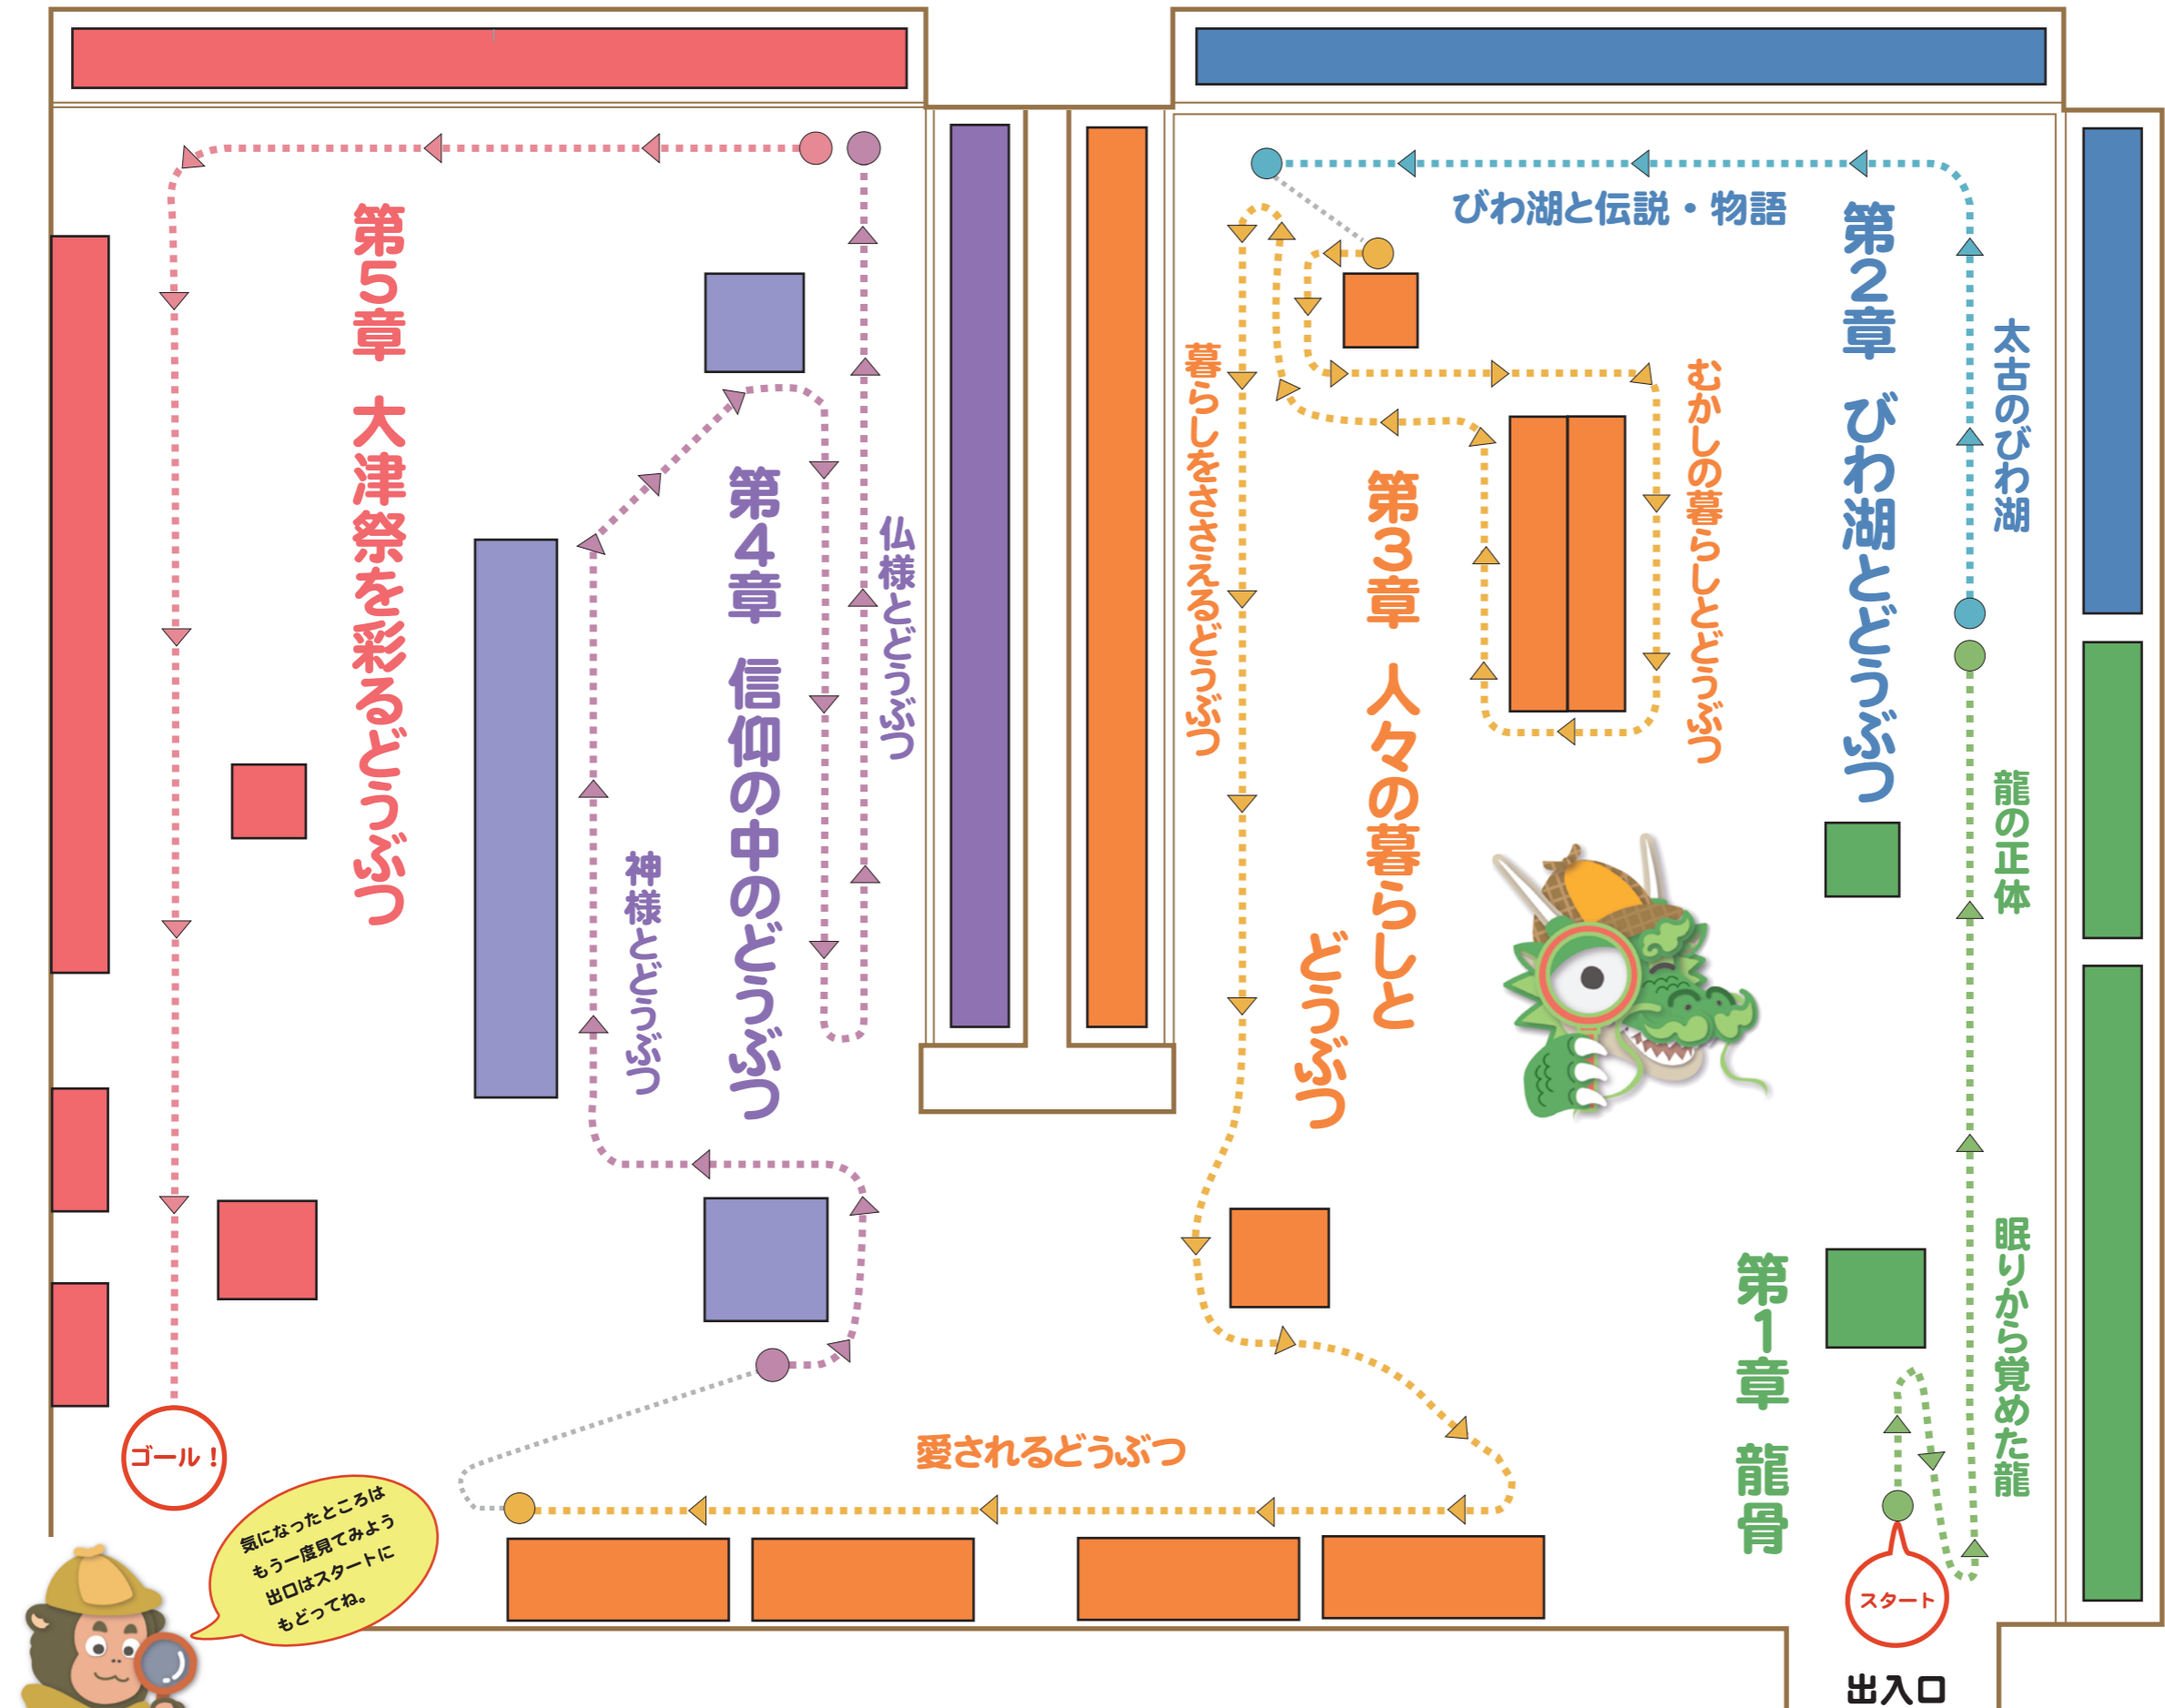 第1章 龍骨
眠りから覚めた龍
龍の正体
第2章 びわ湖とどうぶつ
太古のびわ湖
びわ湖と伝説・物語
第3章 人々の暮らしと
どうぶつ
むかしの暮らしとどうぶつ
暮らしをささえるどうぶつ
愛されるどうぶつ
第4章 信仰の中のどうぶつ
神様とどうぶつ
仏様とどうぶつ
第5章 大津祭を彩るどうぶつ
ゴール！
気になったところは
もう一度見てみよう
出口はスタートに
もどってね。
スタート
出入口